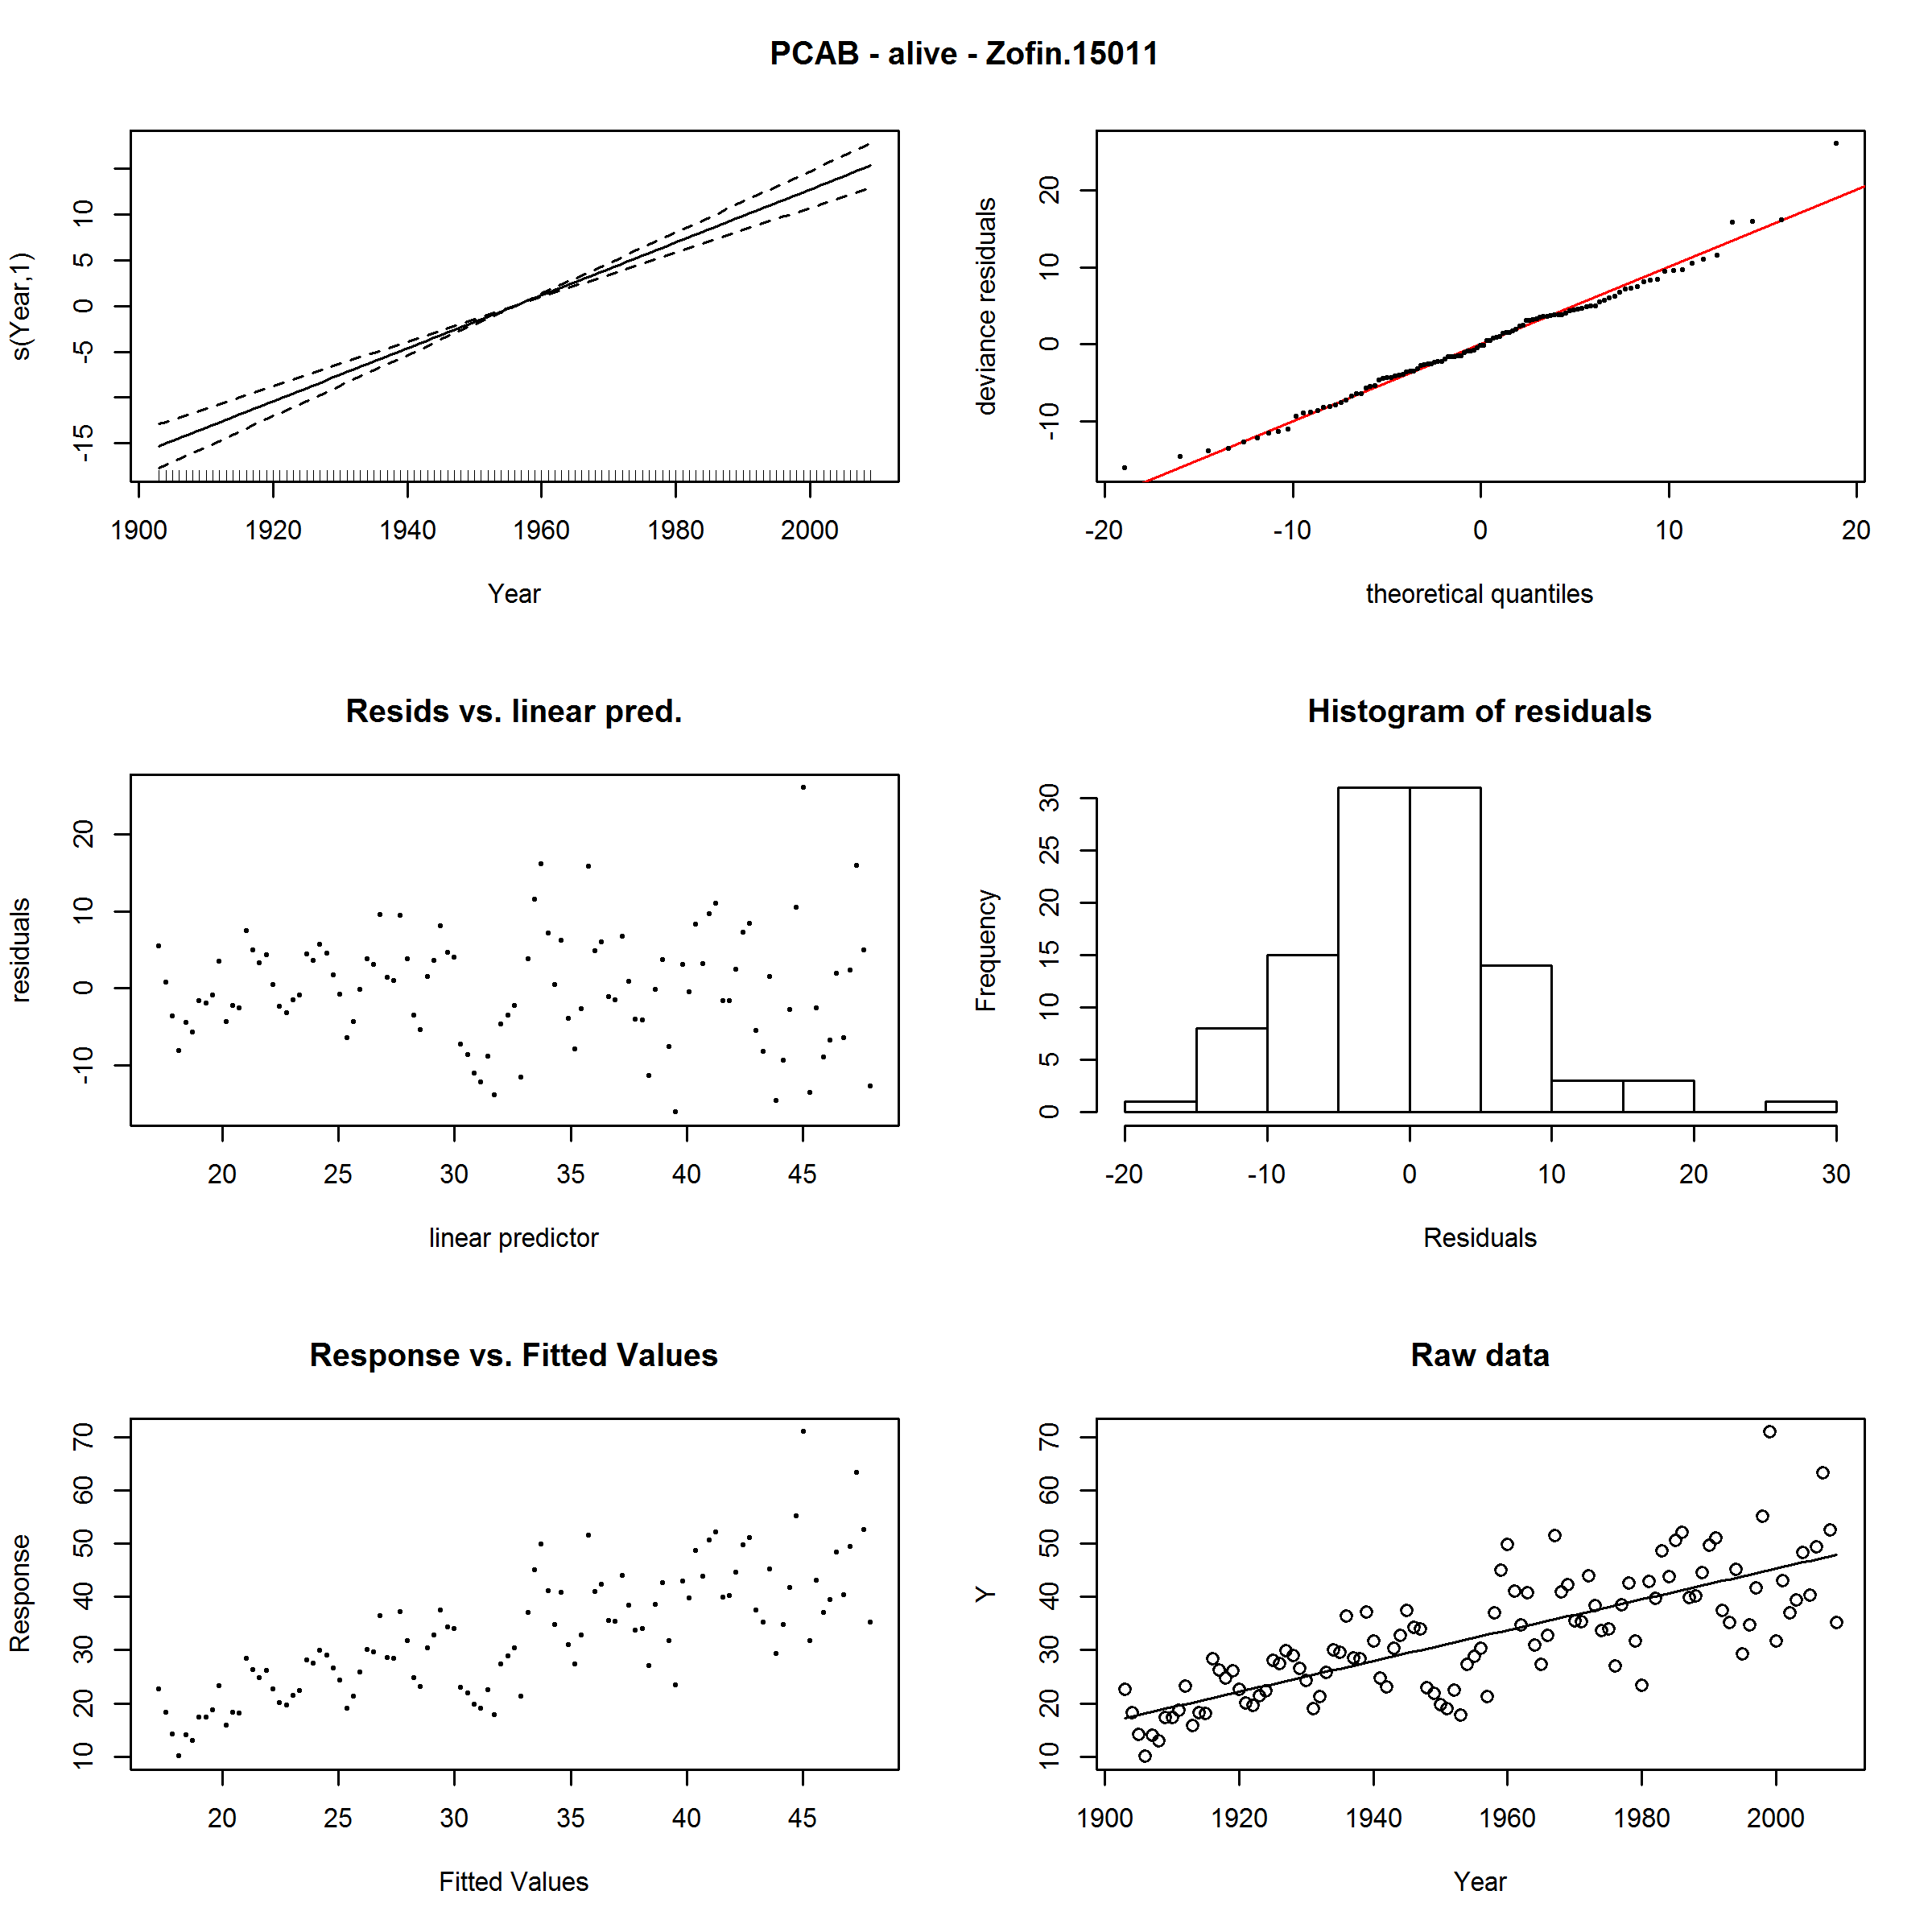 PCAB - alive - Zofin.15011
s(Year,1)
-15 -5 0 5 10
1900 1920 1940 1960 1980 2000
Year
deviance residuals
-10 0 10 20
-20 -10 0 10 20
theoretical quantiles
Resids vs. linear pred.
residuals
-10 0 10 20
20 25 30 35 40 45
linear predictor
Histogram of residuals
Frequency
0 5 10 15 20 25 30
-20 -10 0 10 20 30
Residuals
Response vs. Fitted Values
Response
10 20 30 40 50 60 70
20 25 30 35 40 45
Fitted Values
Raw data
Y
10 20 30 40 50 60 70
1900 1920 1940 1960 1980 2000
Year